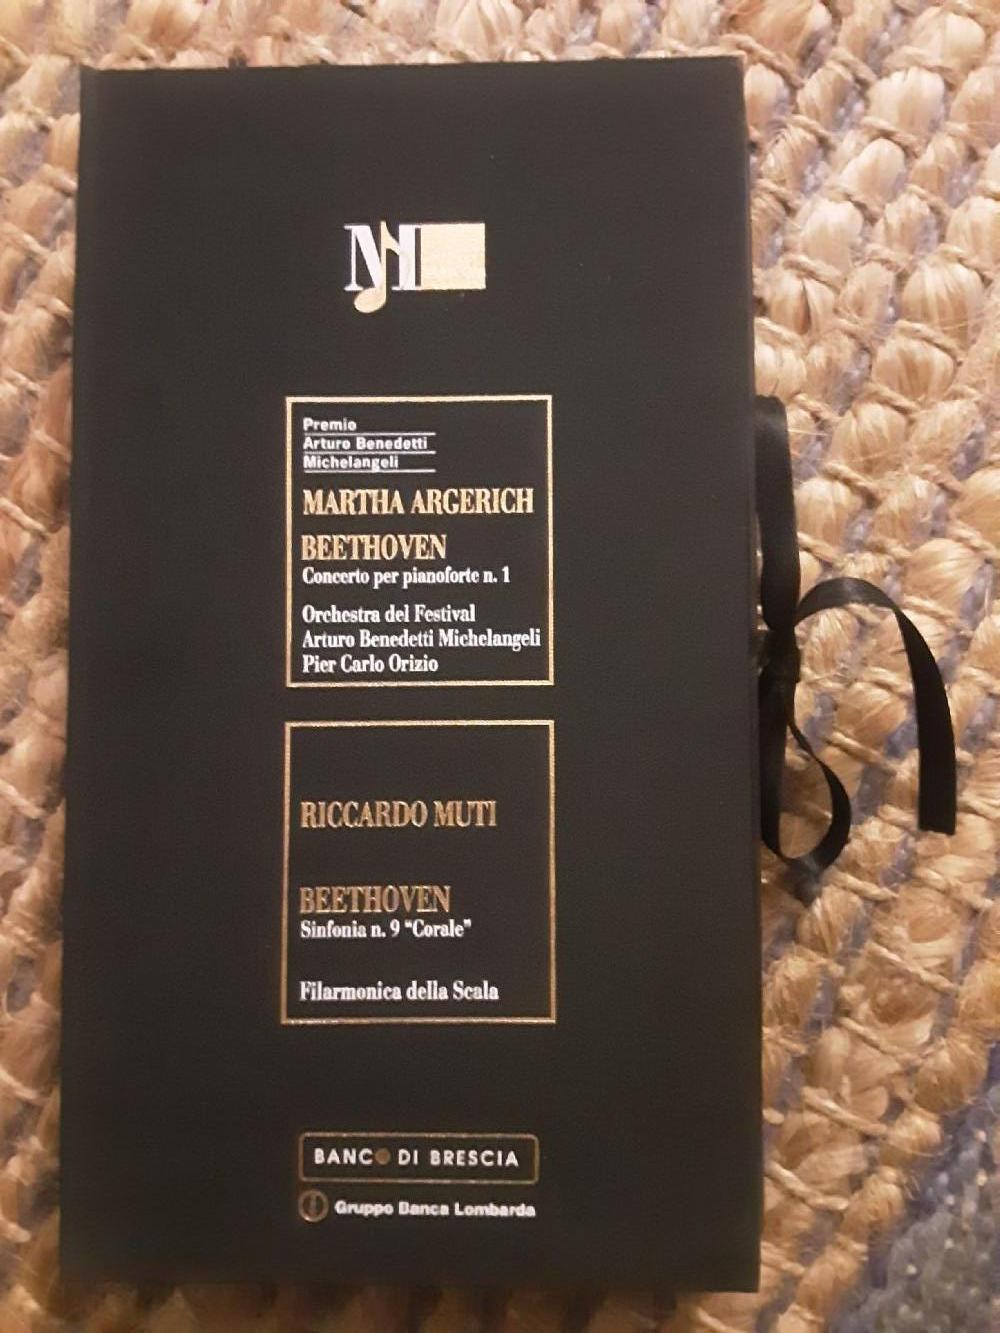 Premio
Arturo Benedetti
Michelangeli
MARTHA ARGERICH
BEETHOVEN
Concerto per pianoforte n. 1
Orchestra del Festival
Arturo Benedetti Michelangeli
Pier Carlo Orizio
RICCARDO MUTI
BEETHOVEN
Sinfonia n. 9 "Corale"
Filarmonica della Scala
BANCO DI BRESCIA
Gruppo Banca Lombarda